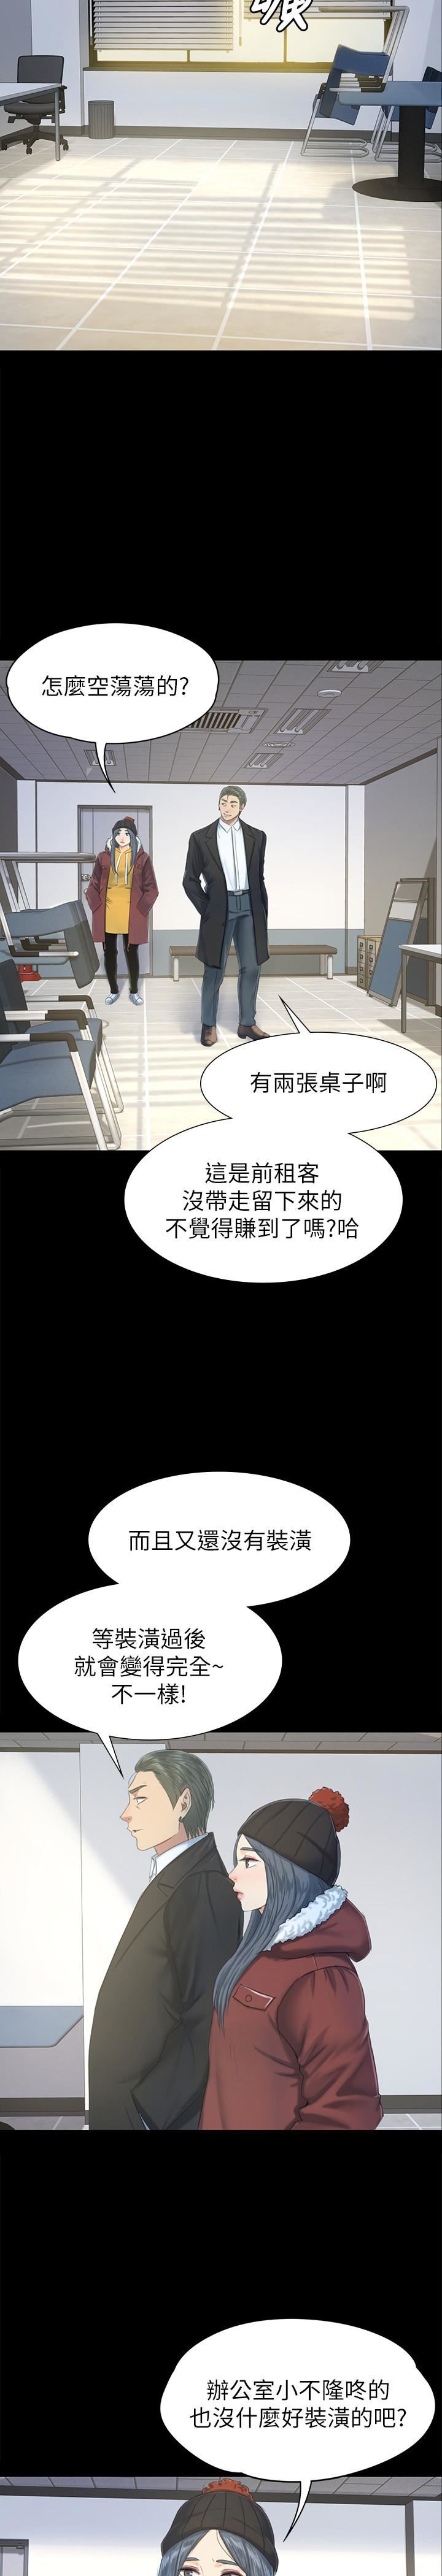 怎麼空蕩蕩的?
有兩張桌子啊
這是前租客
沒帶走留下來的
不覺得賺到了嗎?哈
而且又還沒有裝潢
等裝潢過後
就會變得完全~
不一樣!
辦公室小不隆咚的
也沒什麼好裝潢的吧?